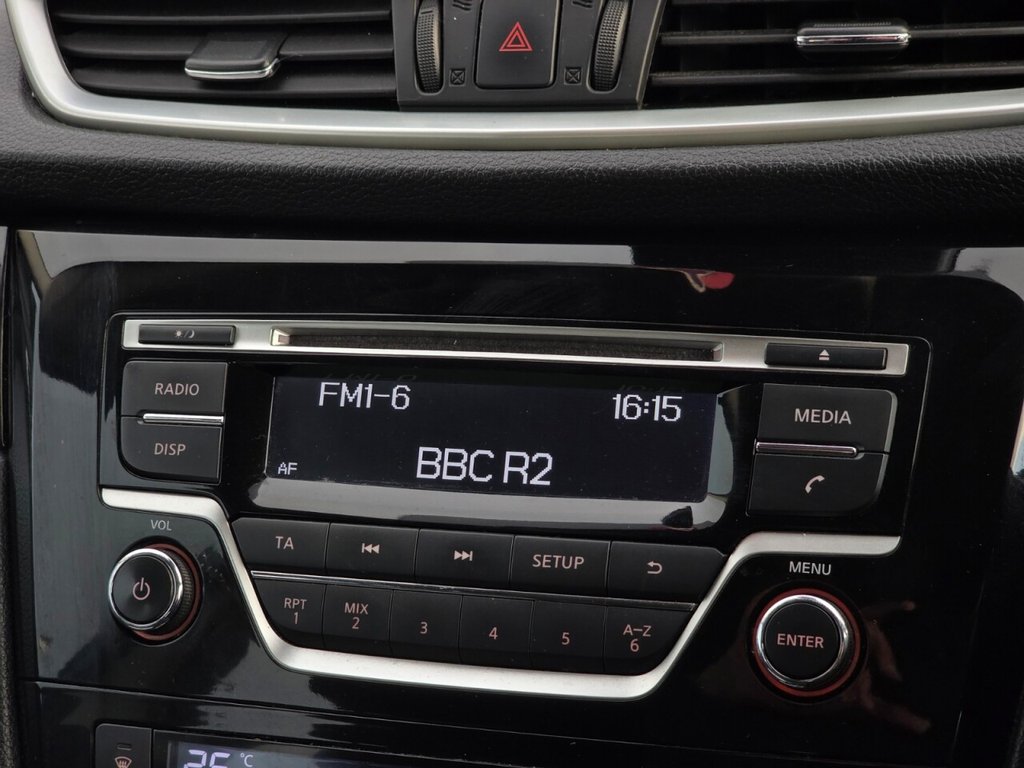 RADIO
DISP
FM1-6 16:15
BBC R2
AF
MEDIA
VOL
TA
SETUP
MENU
RPT
1
MIX
2
3
4
5
A-Z
6
ENTER
25 °C